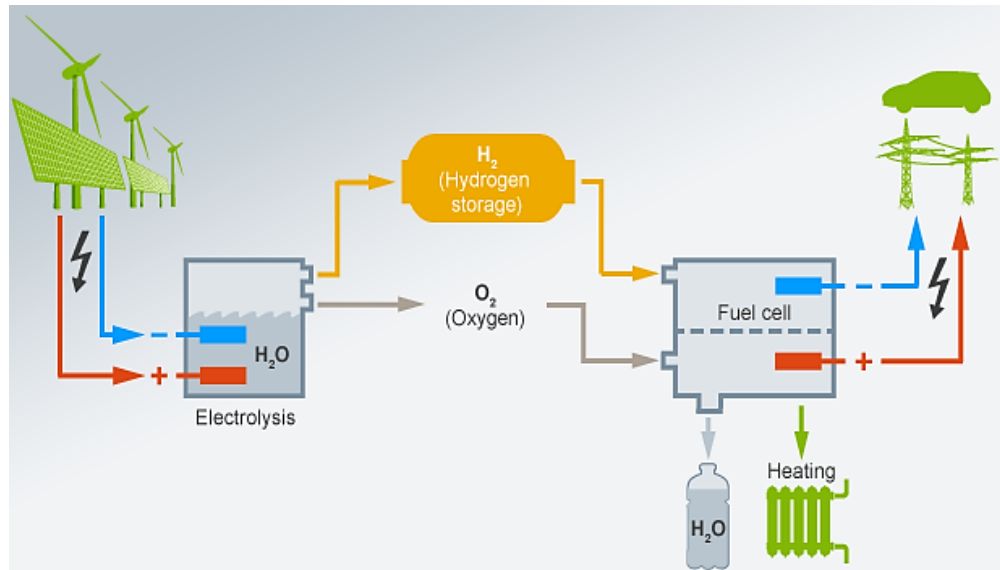 H₂
(Hydrogen
storage)
O₂
(Oxygen)
Fuel cell
−
−
H₂O
+
+
Electrolysis
Heating
H₂O